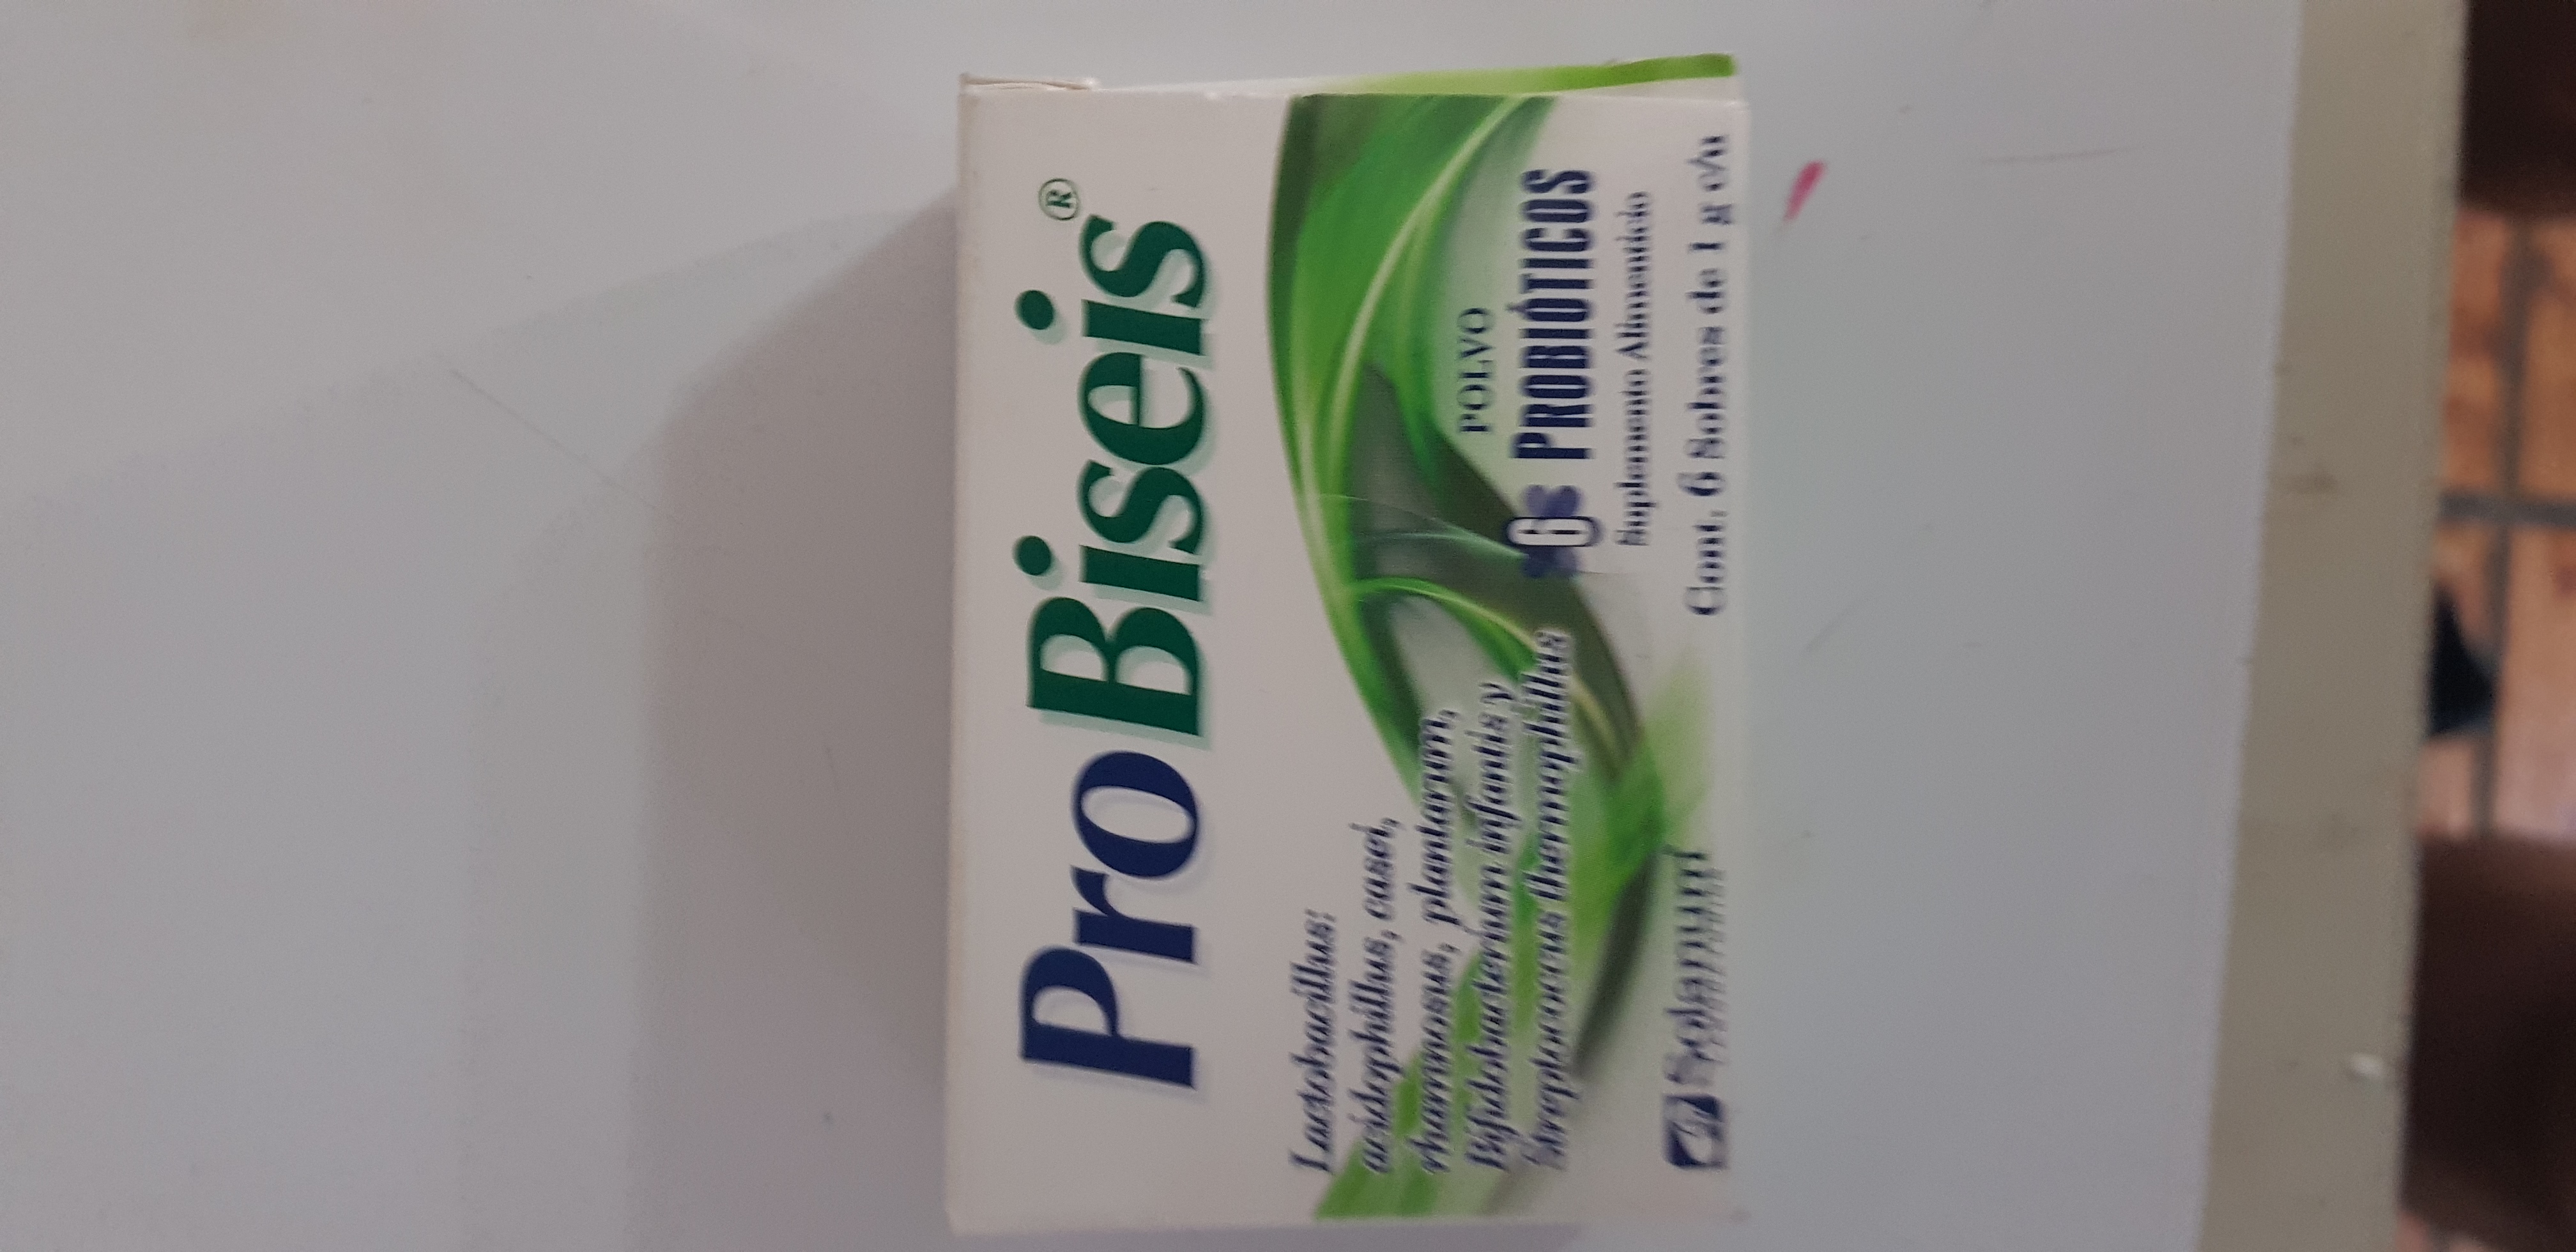 ProBiseis®
Lactobacillus:
acidophillus, casei,
rhamnosus, plantarum,
Bifidobacterium infantis y
Streptococcus thermophillus
POLVO
6 PROBIÓTICOS
Suplemento Alimenticio
Solanum
LABORATORIOS
Cont. 6 Sobres de 1 g c/u